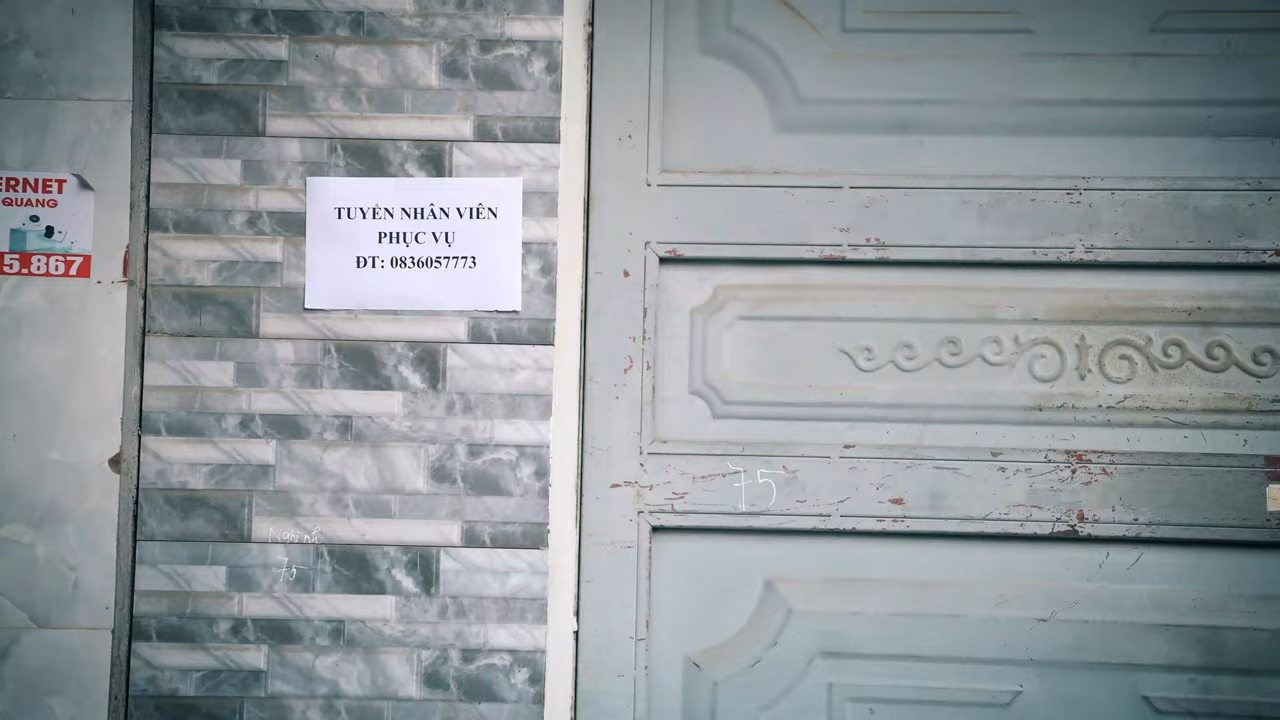 ERNET
QUANG
5.867
TUYỂN NHÂN VIÊN
PHỤC VỤ
ĐT: 0836057773
75
75